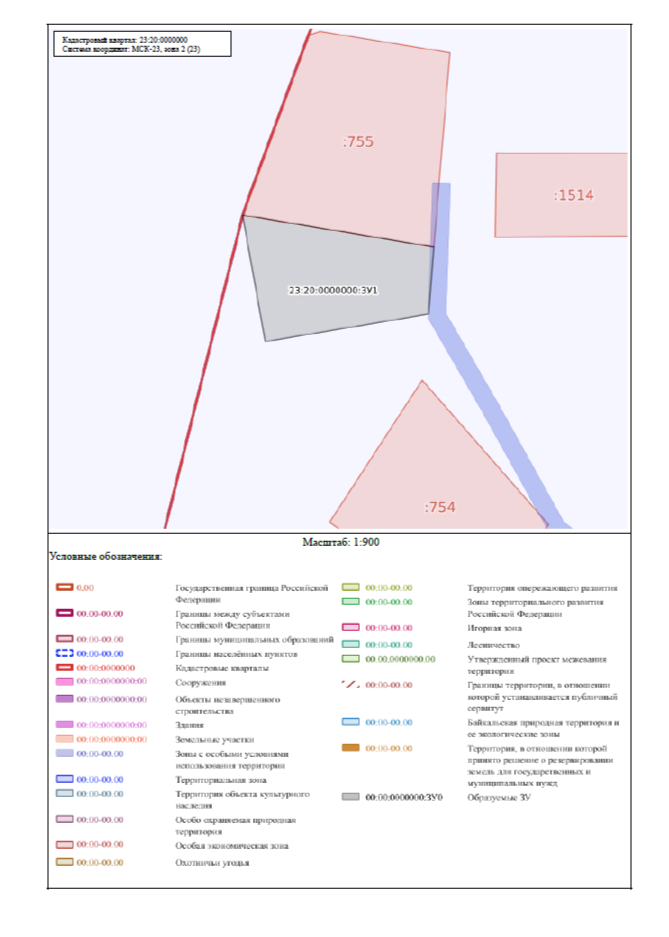 Кадастровый квартал: 23:20:0000000
Система координат: МСК-23, зона 2 (23)
:755
:1514
23:20:0000000:ЗУ1
:754
Масштаб: 1:900
Условные обозначения:
0,00 Государственная граница Российской
Федерации
00:00-00.00 Границы между субъектами
Российской Федерации
00:00-00.00 Границы муниципальных образований
00:00-00.00 Границы населённых пунктов
00:00:0000000 Кадастровые кварталы
00:00:0000000:00 Сооружения
00:00:0000000:00 Объекты незавершенного
строительства
00:00:0000000:00 Здания
00:00:0000000:00 Земельные участки
00:00-00.00 Зоны с особыми условиями
использования территории
00:00-00.00 Территориальная зона
00:00-00.00 Территория объекта культурного
наследия
00:00-00.00 Особо охраняемая природная
территория
00:00-00.00 Особая экономическая зона
00:00-00.00 Охотничьи угодья
00:00-00.00 Территория опережающего развития
00:00-00.00 Зоны территориального развития
Российской Федерации
00:00-00.00 Игорная зона
00:00-00.00 Лесничество
00:00:0000000:00 Утвержденный проект межевания
территории
00:00-00.00 Границы территории, в отношении
которой устанавливается публичный
сервитут
00:00-00.00 Байкальская природная территория и
ее экологические зоны
00:00-00.00 Территория, в отношении которой
принято решение о резервировании
земель для государственных и
муниципальных нужд
00:00:0000000:ЗУ0 Образуемые ЗУ